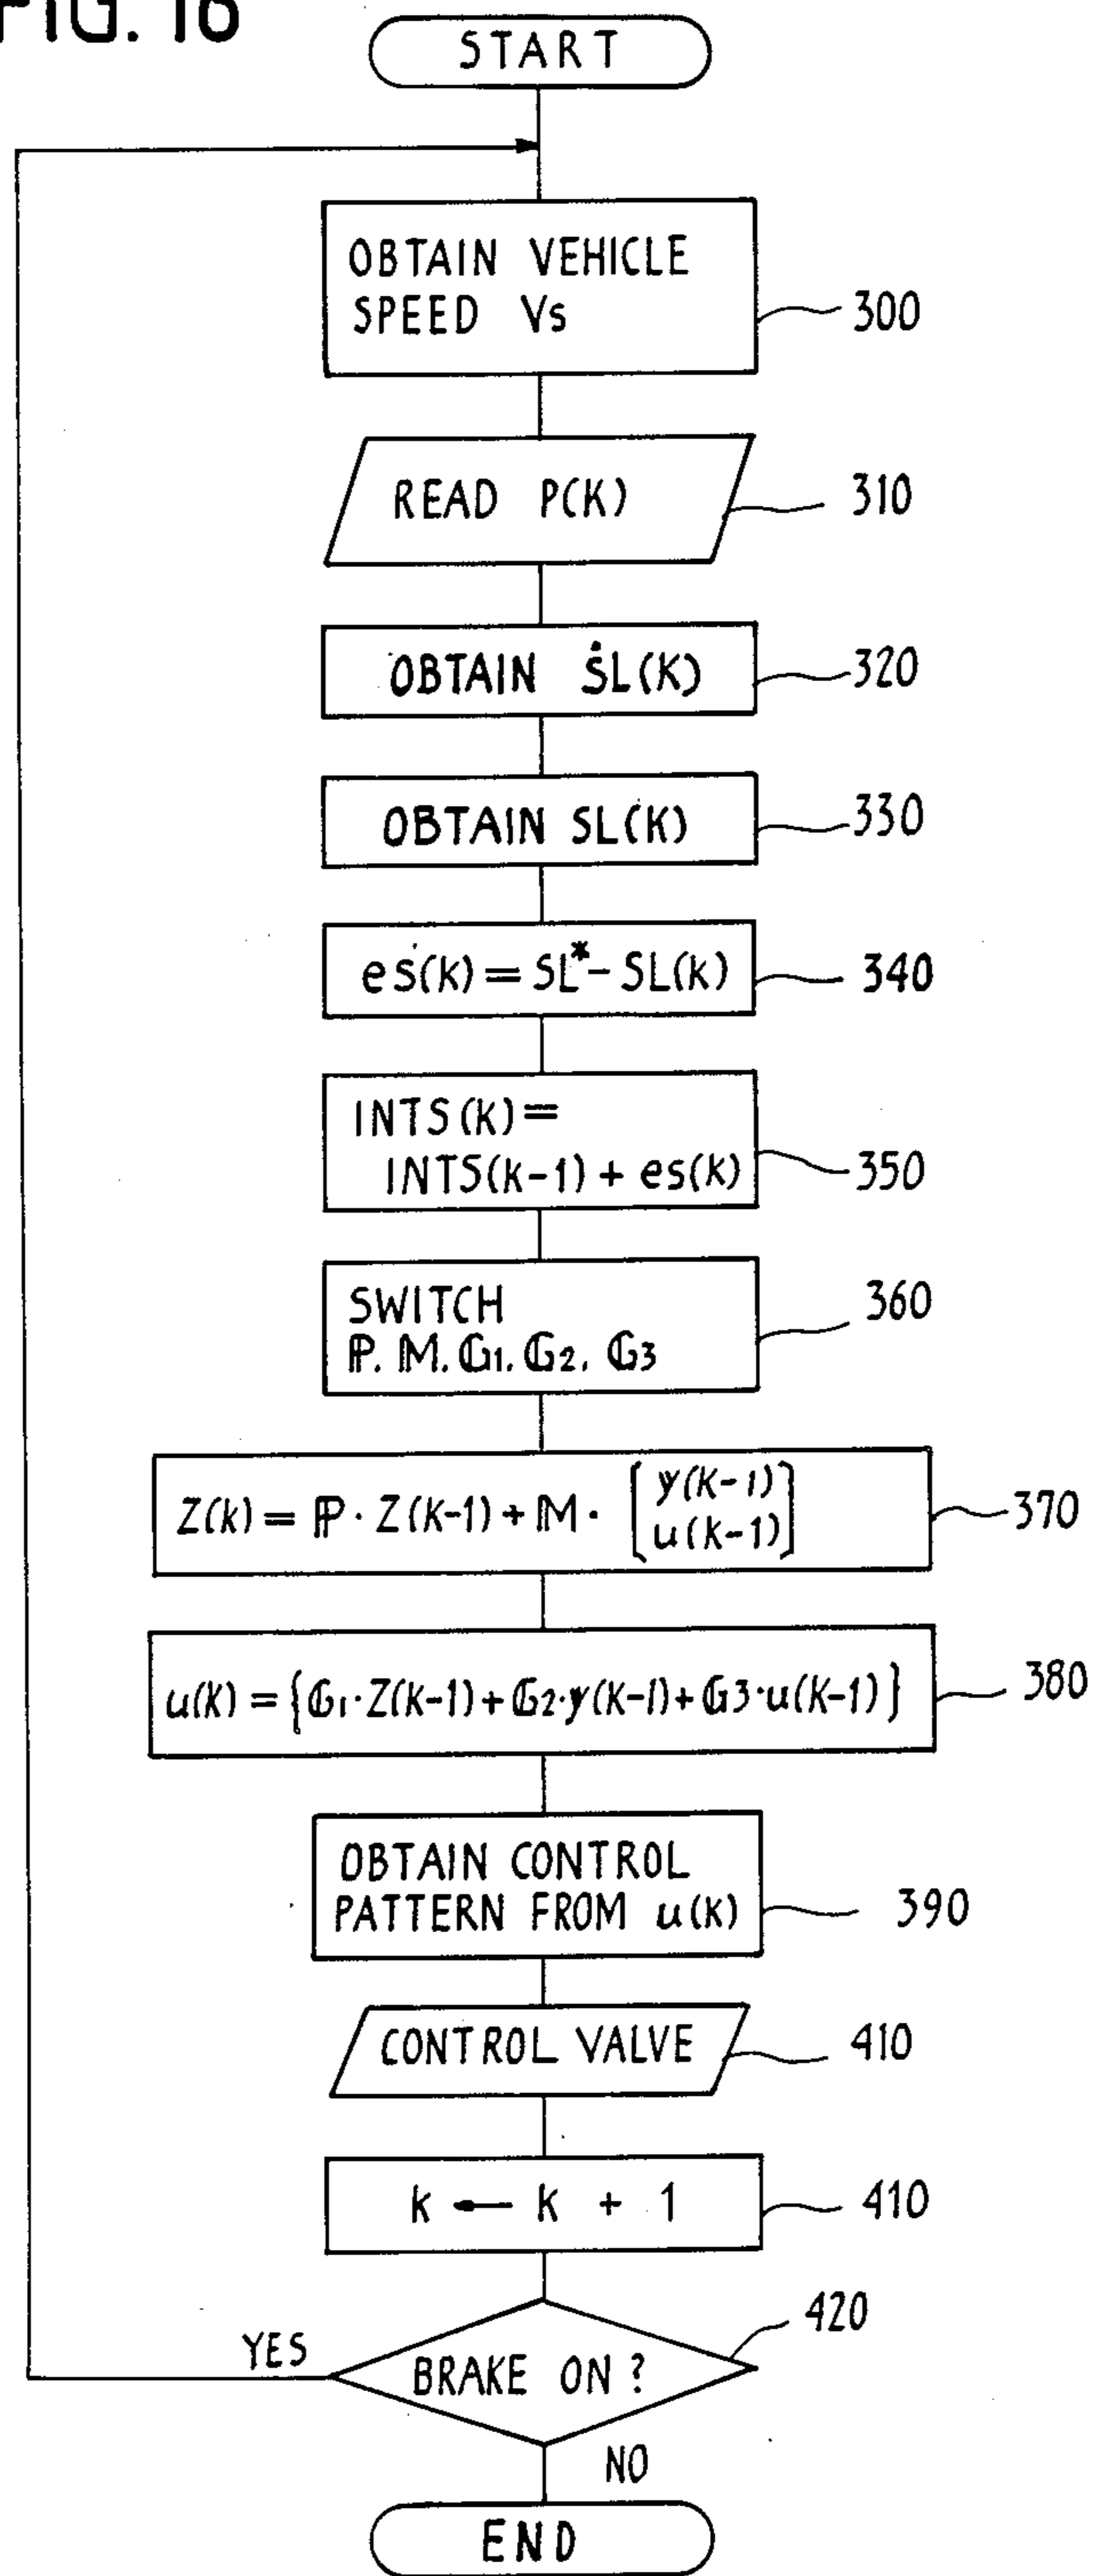 FIG. 16
START
OBTAIN VEHICLE
SPEED Vs
300
READ P(K)
310
OBTAIN ṠL(K)
320
OBTAIN SL(K)
330
es(k) = SL* - SL(k)
340
INTS(k) =
INTS(k-1) + es(k)
350
SWITCH
ℙ. 𝕄. 𝔾1. 𝔾2. 𝔾3
360
Z(k) = ℙ · Z(k-1) + 𝕄 · [y(k-1)
u(k-1)]
370
u(k) = {𝔾1·Z(k-1) + 𝔾2·y(k-1) + 𝔾3·u(k-1)}
380
OBTAIN CONTROL
PATTERN FROM u(k)
390
CONTROL VALVE
410
k ← k + 1
410
420
YES
BRAKE ON ?
NO
END